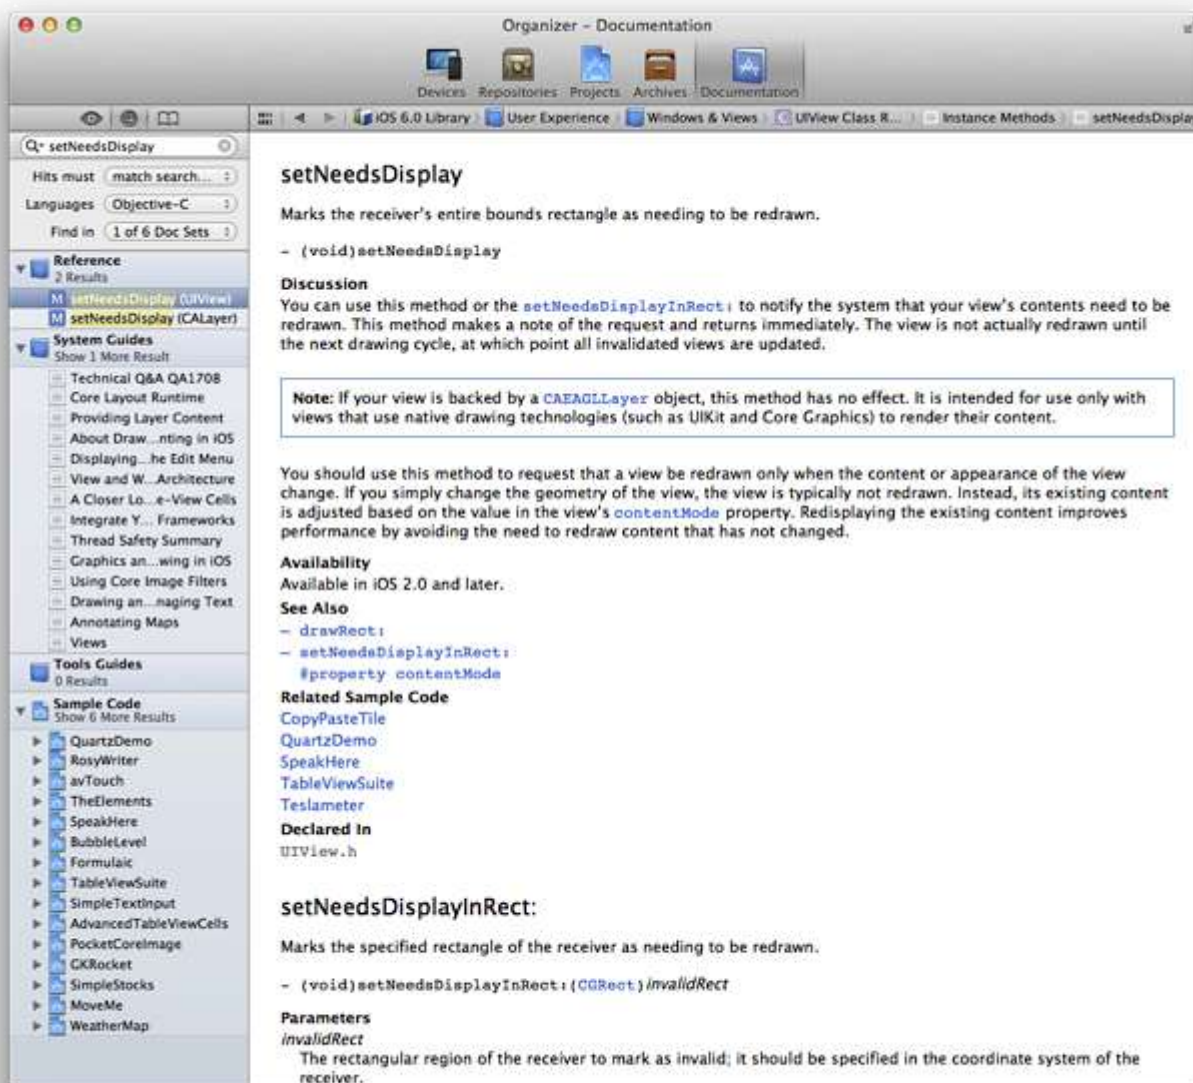 Organizer – Documentation
Devices Repositories Projects Archives Documentation
iOS 6.0 Library User Experience Windows & Views UIView Class R... Instance Methods setNeedsDisplay
setNeedsDisplay
Hits must match search...
Languages Objective-C
Find in 1 of 6 Doc Sets
Reference
2 Results
M setNeedsDisplay (UIView)
M setNeedsDisplay (CALayer)
System Guides
Show 1 More Result
Technical Q&A QA1708
Core Layout Runtime
Providing Layer Content
About Draw...nting in iOS
Displaying...he Edit Menu
View and W...Architecture
A Closer Lo...e-View Cells
Integrate Y... Frameworks
Thread Safety Summary
Graphics an...wing in iOS
Using Core Image Filters
Drawing an...naging Text
Annotating Maps
Views
Tools Guides
0 Results
Sample Code
Show 6 More Results
QuartzDemo
RosyWriter
avTouch
TheElements
SpeakHere
BubbleLevel
Formulaic
TableViewSuite
SimpleTextInput
AdvancedTableViewCells
PocketCoreImage
GKRocket
SimpleStocks
MoveMe
WeatherMap
setNeedsDisplay
Marks the receiver's entire bounds rectangle as needing to be redrawn.
- (void)setNeedsDisplay
Discussion
You can use this method or the setNeedsDisplayInRect: to notify the system that your view's contents need to be
redrawn. This method makes a note of the request and returns immediately. The view is not actually redrawn until
the next drawing cycle, at which point all invalidated views are updated.
Note: If your view is backed by a CAEAGLLayer object, this method has no effect. It is intended for use only with
views that use native drawing technologies (such as UIKit and Core Graphics) to render their content.
You should use this method to request that a view be redrawn only when the content or appearance of the view
change. If you simply change the geometry of the view, the view is typically not redrawn. Instead, its existing content
is adjusted based on the value in the view's contentMode property. Redisplaying the existing content improves
performance by avoiding the need to redraw content that has not changed.
Availability
Available in iOS 2.0 and later.
See Also
- drawRect:
- setNeedsDisplayInRect:
@property contentMode
Related Sample Code
CopyPasteTile
QuartzDemo
SpeakHere
TableViewSuite
Teslameter
Declared In
UIView.h
setNeedsDisplayInRect:
Marks the specified rectangle of the receiver as needing to be redrawn.
- (void)setNeedsDisplayInRect:(CGRect)invalidRect
Parameters
invalidRect
The rectangular region of the receiver to mark as invalid; it should be specified in the coordinate system of the
receiver.